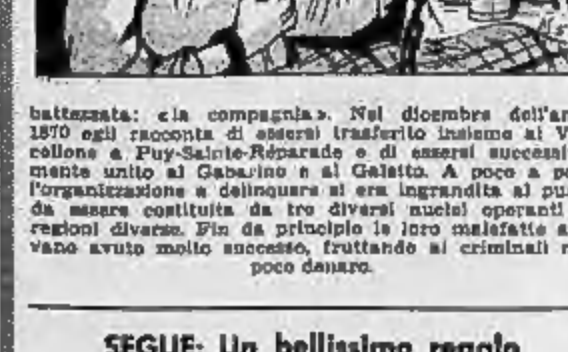 battezzata: «la compagnia». Nel dicembre dell'an
1870 egli racconta di essersi trasferito insieme al V
cellone a Puy-Sainte-Réparade e di essersi successi
mente unito al Gabarino e al Galetto. A poco a po
l'organizzazione a delinquere si era ingrandita al pu
da essere costituita da tre diversi nuclei operanti
regioni diverse. Fin da principio le loro malefatte a
vano avuto molto successo, fruttando ai criminali n
poco denaro.
SEGUE: Un bellissimo regalo